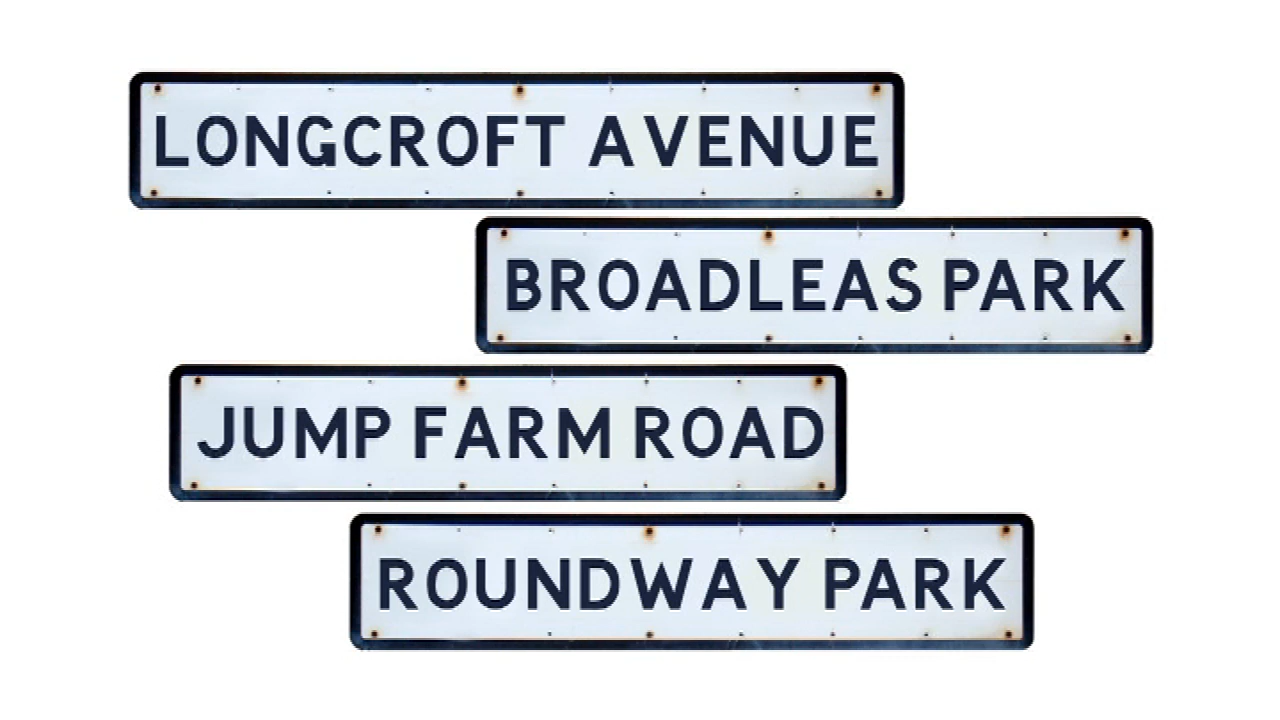 LONGCROFT AVENUE
BROADLEAS PARK
JUMP FARM ROAD
ROUNDWAY PARK